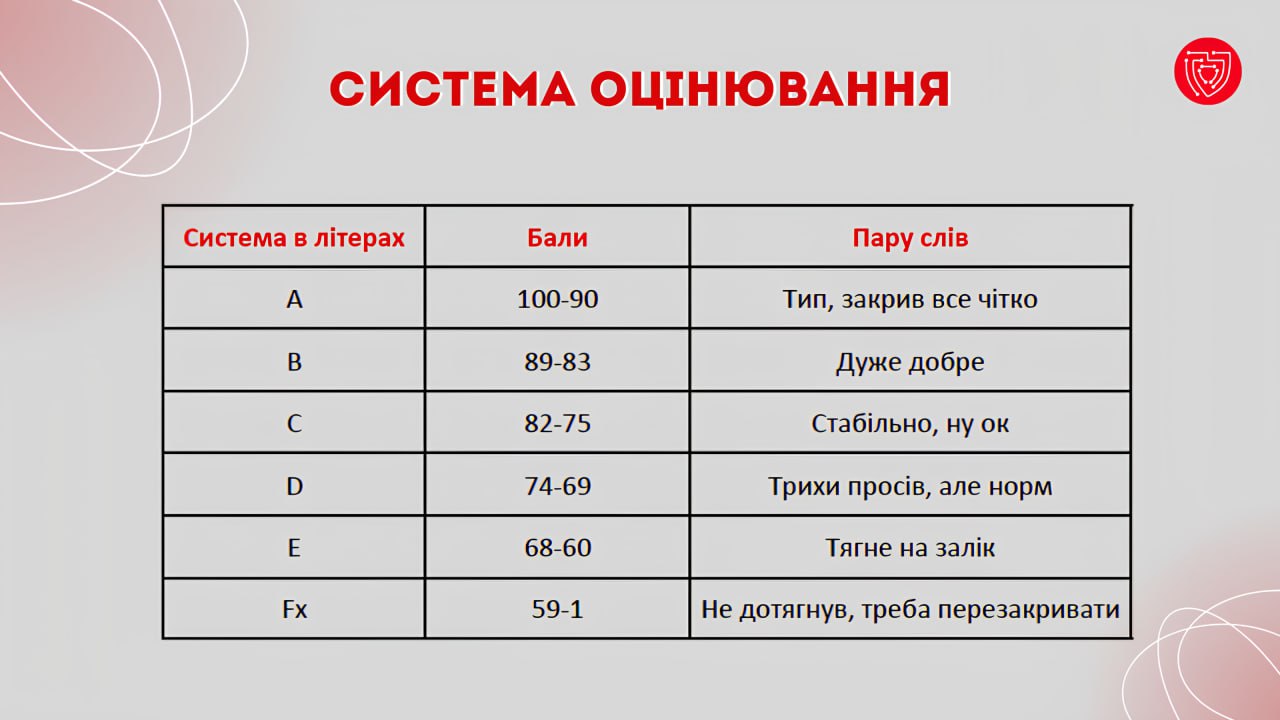 СИСТЕМА ОЦІНЮВАННЯ
Система в літерах Бали Пару слів
A 100-90 Тип, закрив все чітко
B 89-83 Дуже добре
C 82-75 Стабільно, ну ок
D 74-69 Трихи просів, але норм
E 68-60 Тягне на залік
Fx 59-1 Не дотягнув, треба перезакривати